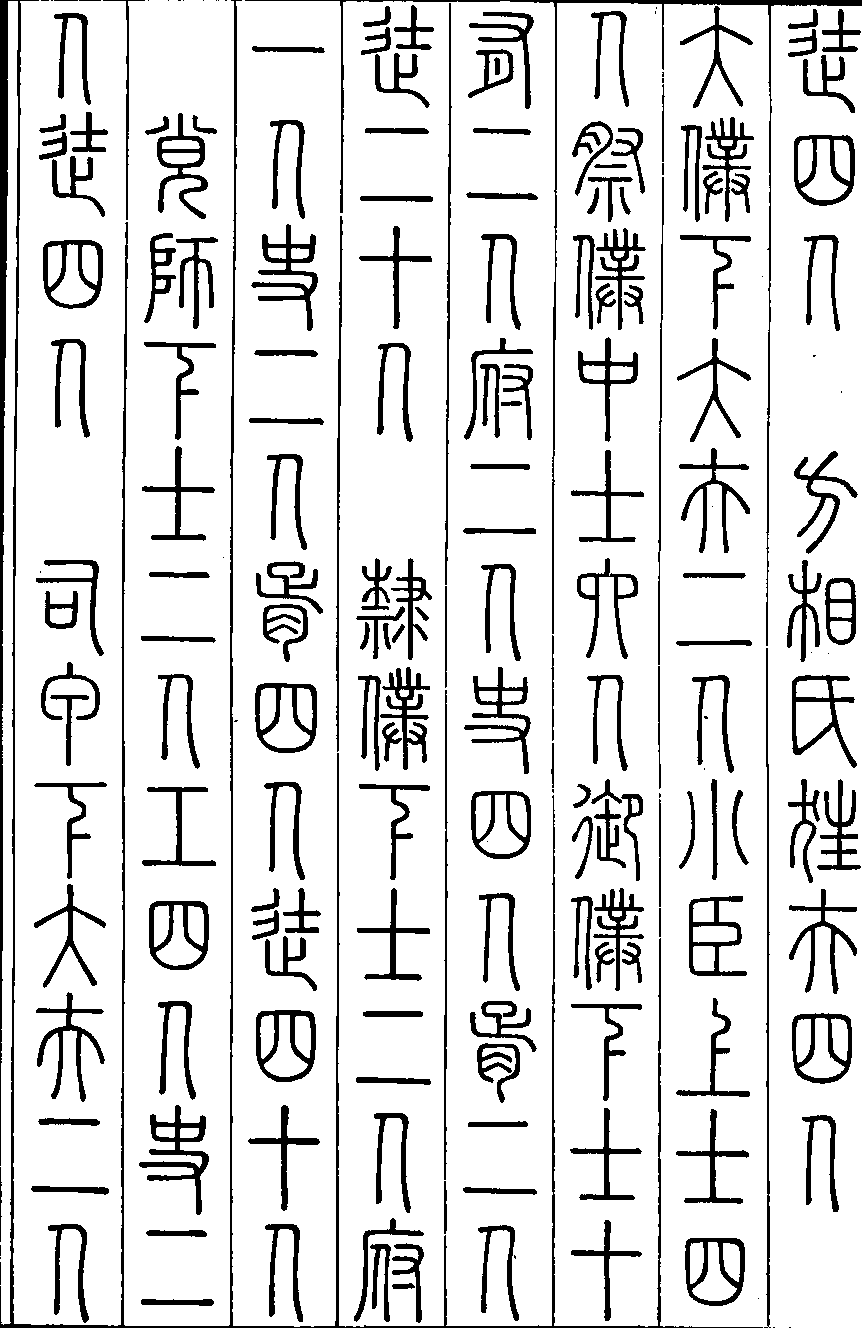 徒四人　方相氏狂夫四人
大僕下大夫二人小臣上士四
人祭僕中士六人御僕下士十
有二人府二人史四人胥二人
徒二十人　隸僕下士二人府
一人史二人胥四人徒四十人
弁師下士二人工四人史二
人徒四人　司甲下大夫二人